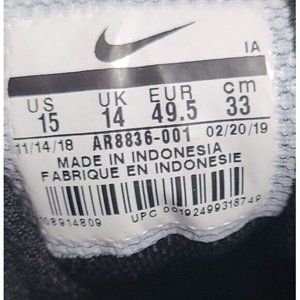 IA
US UK EUR cm
15 14 49.5 33
11/14/18 AR8836-001 02/20/19
MADE IN INDONESIA
FABRIQUE EN INDONESIE
UPC 00192499318749